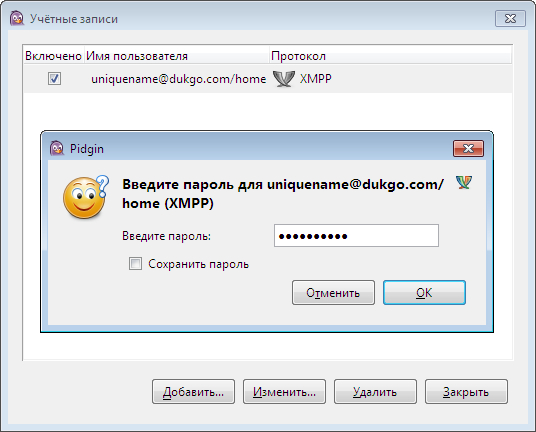 Учётные записи
Включено Имя пользователя Протокол
uniquename@dukgo.com/home XMPP
Pidgin
Введите пароль для uniquename@dukgo.com/
home (XMPP)
Введите пароль: ●●●●●●●●●●
Сохранить пароль
Отменить OK
Добавить... Изменить... Удалить Закрыть